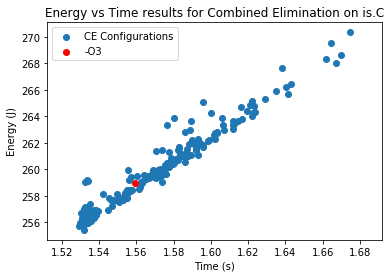 Energy vs Time results for Combined Elimination on is.C
CE Configurations
-O3
270
268
266
264
262
260
258
256
Energy (J)
1.52 1.54 1.56 1.58 1.60 1.62 1.64 1.66 1.68
Time (s)